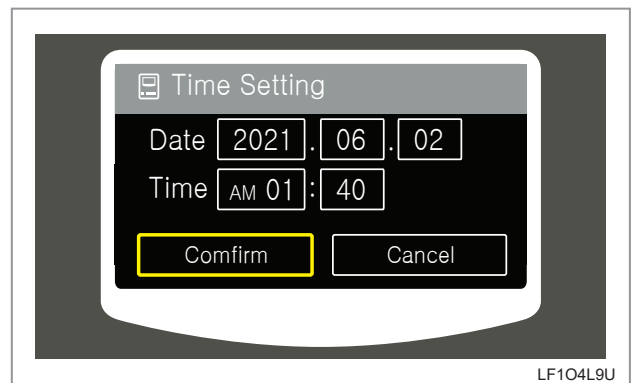 Time Setting
Date 2021 . 06 . 02
Time AM 01 : 40
Comfirm Cancel
LF1O4L9U